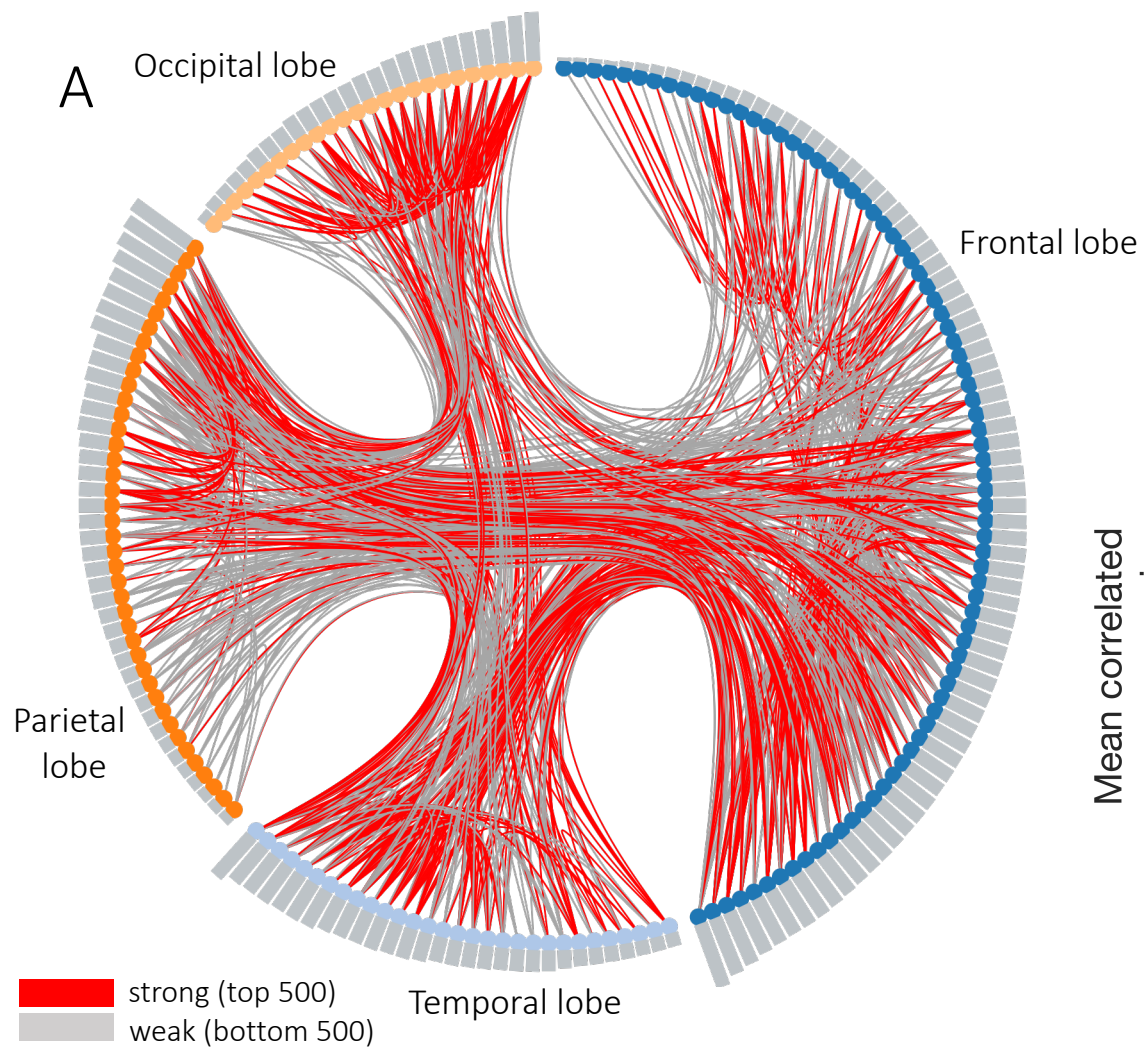 A
Occipital lobe
Frontal lobe
Mean correlated
Parietal
lobe
Temporal lobe
strong (top 500)
weak (bottom 500)